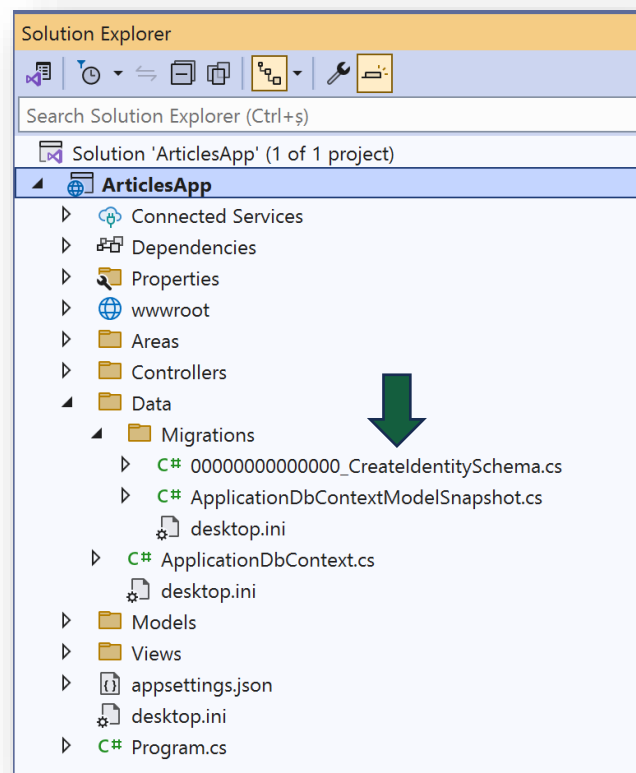 Solution Explorer
Search Solution Explorer (Ctrl+ș)
Solution 'ArticlesApp' (1 of 1 project)
ArticlesApp
Connected Services
Dependencies
Properties
wwwroot
Areas
Controllers
Data
Migrations
C# 00000000000000_CreateIdentitySchema.cs
C# ApplicationDbContextModelSnapshot.cs
desktop.ini
C# ApplicationDbContext.cs
desktop.ini
Models
Views
appsettings.json
desktop.ini
C# Program.cs